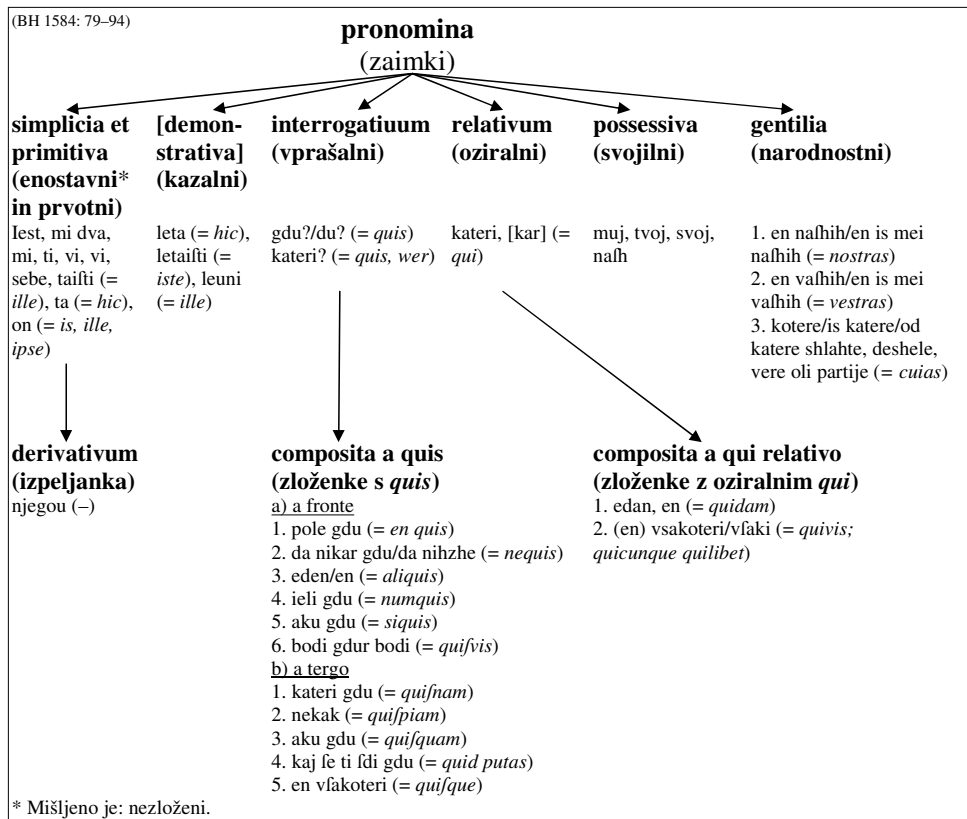 (BH 1584: 79–94)
pronomina
(zaimki)
simplicia et
primitiva
(enostavni*
in prvotni)
Iest, mi dva,
mi, ti, vi, vi,
sebe, taiſti (=
ille), ta (= hic),
on (= is, ille,
ipse)
[demon-
strativa]
(kazalni)
leta (= hic),
letaiſti (=
iste), leuni
(= ille)
interrogatiuum
(vprašalni)
gdu?/du? (= quis)
kateri? (= quis, wer)
relativum
(oziralni)
kateri, [kar] (=
qui)
possessiva
(svojilni)
muj, tvoj, svoj,
naſh
gentilia
(narodnostni)
1. en naſhih/en is mei
naſhih (= nostras)
2. en vaſhih/en is mei
vaſhih (= vestras)
3. kotere/is katere/od
katere shlahte, deshele,
vere oli partije (= cuias)
derivativum
(izpeljanka)
njegou (–)
composita a quis
(zloženke s quis)
a) a fronte
1. pole gdu (= en quis)
2. da nikar gdu/da nihzhe (= nequis)
3. eden/en (= aliquis)
4. ieli gdu (= numquis)
5. aku gdu (= siquis)
6. bodi gdur bodi (= quiſvis)
b) a tergo
1. kateri gdu (= quiſnam)
2. nekak (= quiſpiam)
3. aku gdu (= quiſquam)
4. kaj ſe ti ſdi gdu (= quid putas)
5. en vſakoteri (= quiſque)
composita a qui relativo
(zloženke z oziralnim qui)
1. edan, en (= quidam)
2. (en) vsakoteri/vſaki (= quivis;
quicunque quilibet)
* Mišljeno je: nezloženi.